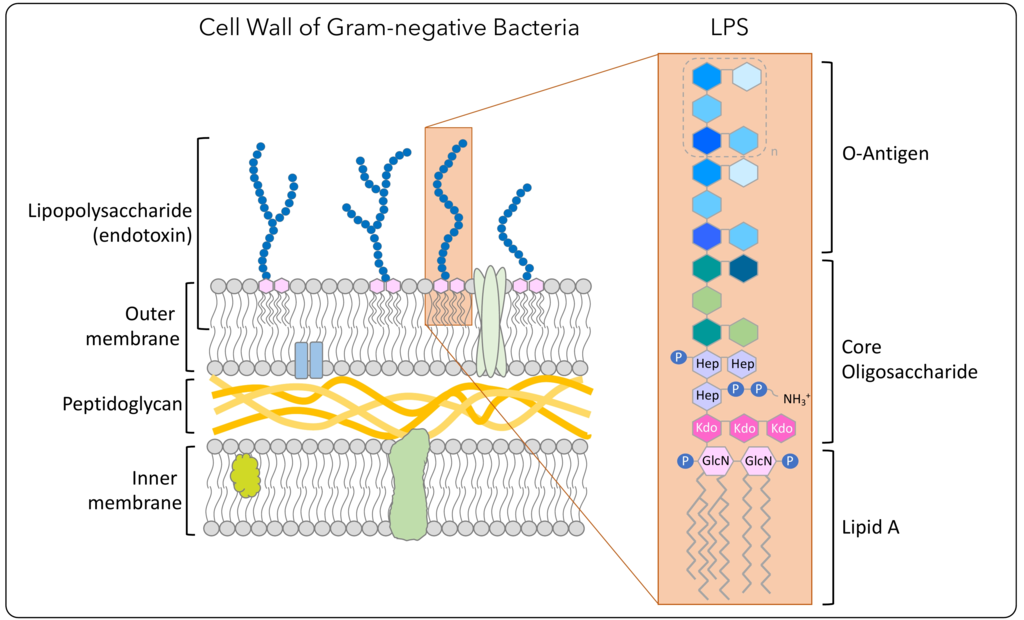 Cell Wall of Gram-negative Bacteria
LPS
Lipopolysaccharide
(endotoxin)
Outer
membrane
Peptidoglycan
Inner
membrane
n
O-Antigen
Core
Oligosaccharide
P
Hep Hep
Hep P P NH₃⁺
Kdo Kdo Kdo
P GlcN GlcN P
Lipid A